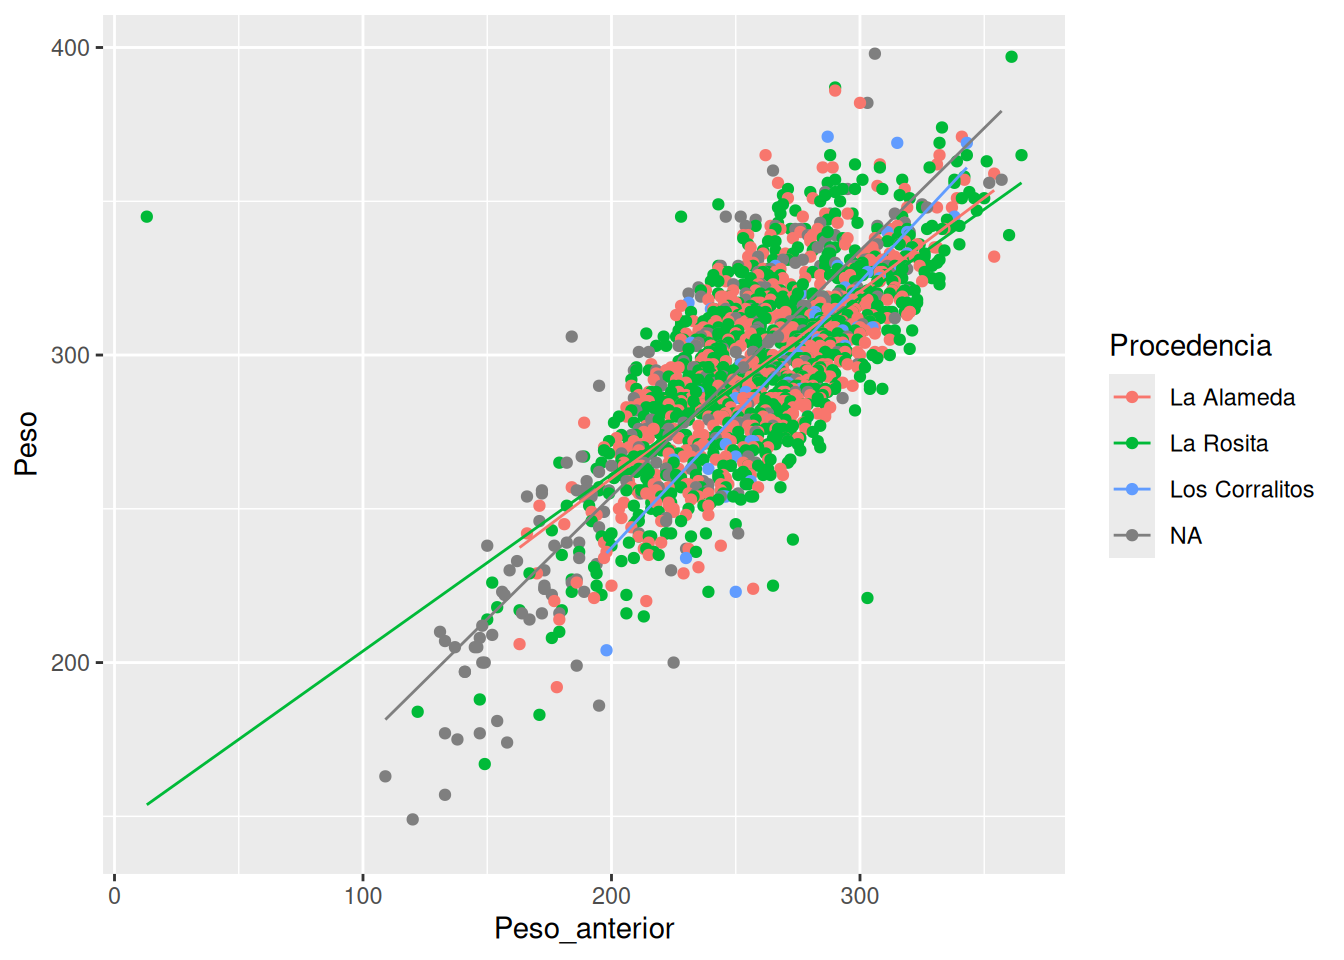 400
300
200
Peso
0
100
200
300
Peso_anterior
Procedencia
La Alameda
La Rosita
Los Corralitos
NA